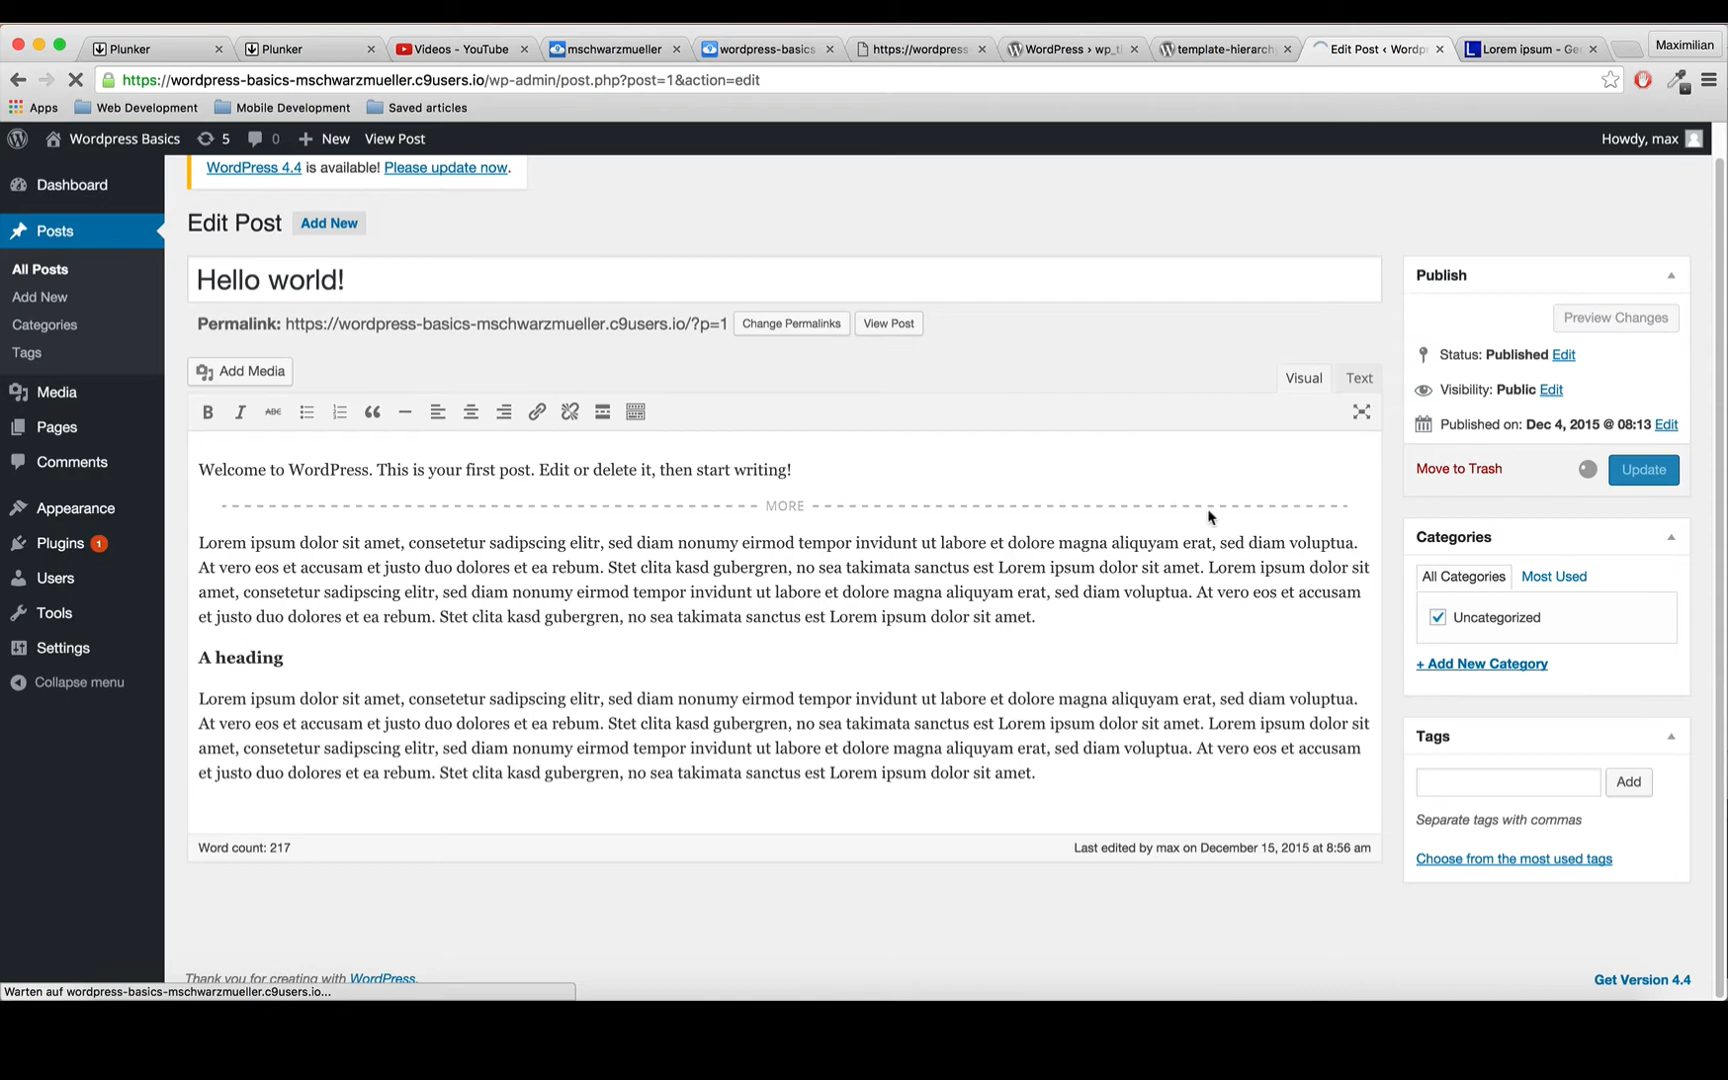 Plunker
Plunker
Videos - YouTube
mschwarzmueller
wordpress-basics
https://wordpress
WordPress › wp_t
template-hierarch
Edit Post ‹ Wordp
Lorem ipsum - Ge
Maximilian
https://wordpress-basics-mschwarzmueller.c9users.io/wp-admin/post.php?post=1&action=edit
Apps Web Development Mobile Development Saved articles
Wordpress Basics 5 0 New View Post Howdy, max
Dashboard
Posts
All Posts
Add New
Categories
Tags
Media
Pages
Comments
Appearance
Plugins 1
Users
Tools
Settings
Collapse menu
WordPress 4.4 is available! Please update now.
Edit Post Add New
Hello world!
Permalink: https://wordpress-basics-mschwarzmueller.c9users.io/?p=1 Change Permalinks View Post
Add Media
Visual Text
B I ABC
Welcome to WordPress. This is your first post. Edit or delete it, then start writing!
MORE
Lorem ipsum dolor sit amet, consetetur sadipscing elitr, sed diam nonumy eirmod tempor invidunt ut labore et dolore magna aliquyam erat, sed diam voluptua.
At vero eos et accusam et justo duo dolores et ea rebum. Stet clita kasd gubergren, no sea takimata sanctus est Lorem ipsum dolor sit amet. Lorem ipsum dolor sit
amet, consetetur sadipscing elitr, sed diam nonumy eirmod tempor invidunt ut labore et dolore magna aliquyam erat, sed diam voluptua. At vero eos et accusam
et justo duo dolores et ea rebum. Stet clita kasd gubergren, no sea takimata sanctus est Lorem ipsum dolor sit amet.
A heading
Lorem ipsum dolor sit amet, consetetur sadipscing elitr, sed diam nonumy eirmod tempor invidunt ut labore et dolore magna aliquyam erat, sed diam voluptua.
At vero eos et accusam et justo duo dolores et ea rebum. Stet clita kasd gubergren, no sea takimata sanctus est Lorem ipsum dolor sit amet. Lorem ipsum dolor sit
amet, consetetur sadipscing elitr, sed diam nonumy eirmod tempor invidunt ut labore et dolore magna aliquyam erat, sed diam voluptua. At vero eos et accusam
et justo duo dolores et ea rebum. Stet clita kasd gubergren, no sea takimata sanctus est Lorem ipsum dolor sit amet.
Word count: 217
Last edited by max on December 15, 2015 at 8:56 am
Publish
Preview Changes
Status: Published Edit
Visibility: Public Edit
Published on: Dec 4, 2015 @ 08:13 Edit
Move to Trash Update
Categories
All Categories Most Used
Uncategorized
+ Add New Category
Tags
Add
Separate tags with commas
Choose from the most used tags
Thank you for creating with WordPress.
Get Version 4.4
Warten auf wordpress-basics-mschwarzmueller.c9users.io...